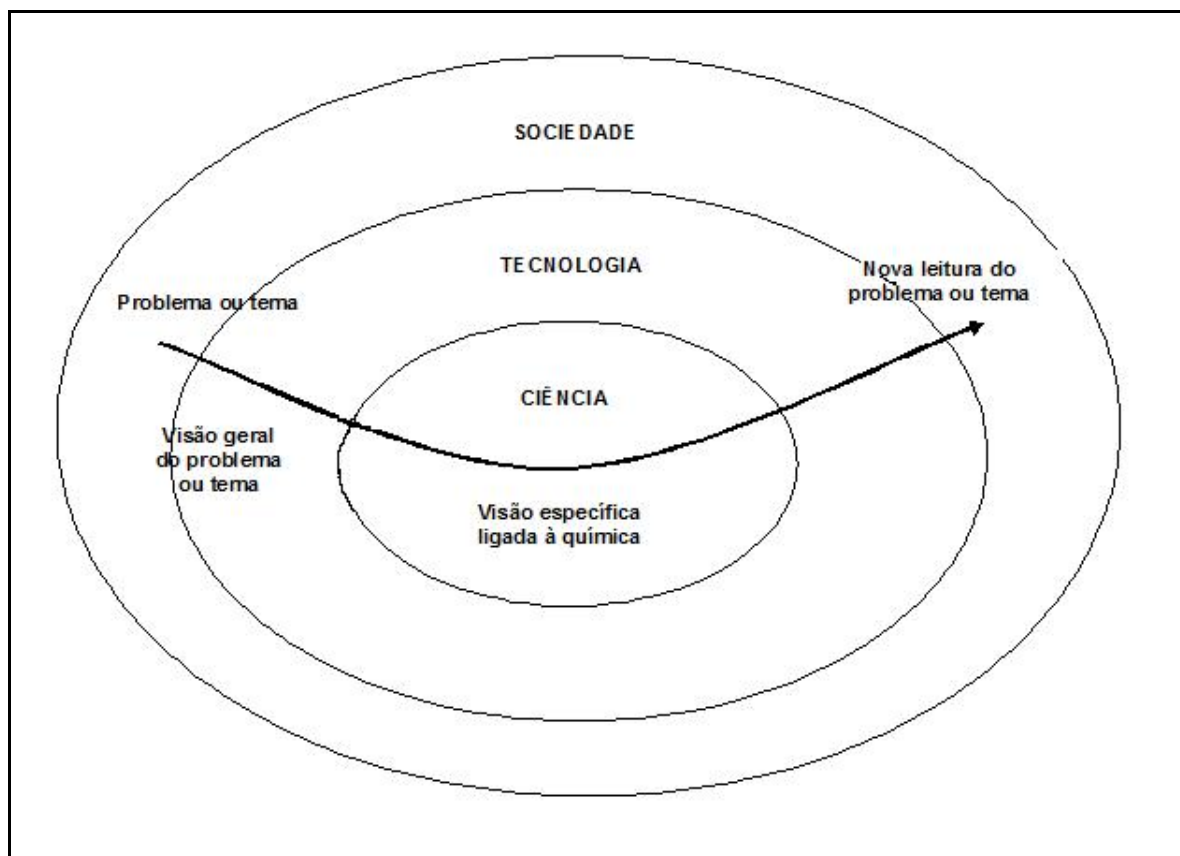 SOCIEDADE
TECNOLOGIA
Problema ou tema
Nova leitura do
problema ou tema
CIÊNCIA
Visão geral
do problema
ou tema
Visão específica
ligada à química